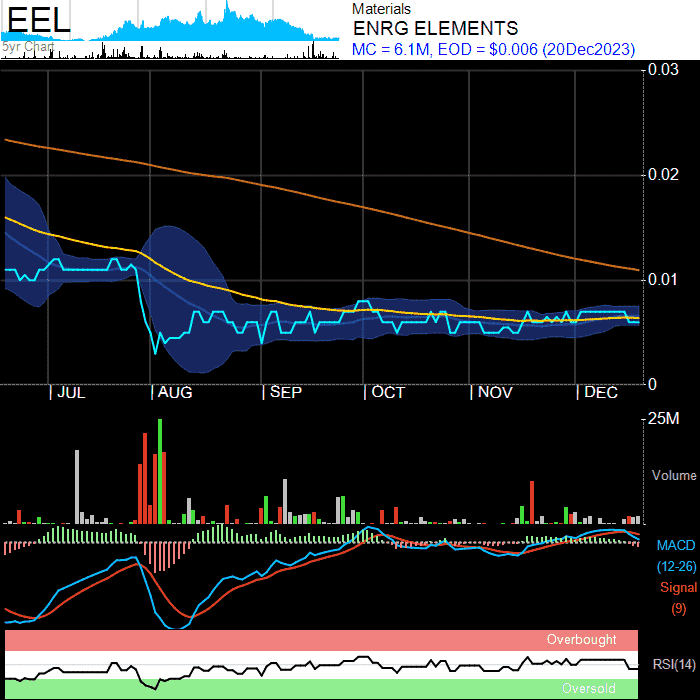 EEL
5yr Chart
Materials
ENRG ELEMENTS
MC = 6.1M, EOD = $0.006 (20Dec2023)
0.03
0.02
0.01
0
JUL
AUG
SEP
OCT
NOV
DEC
25M
Volume
MACD
(12-26)
Signal
(9)
Overbought
RSI(14)
Oversold